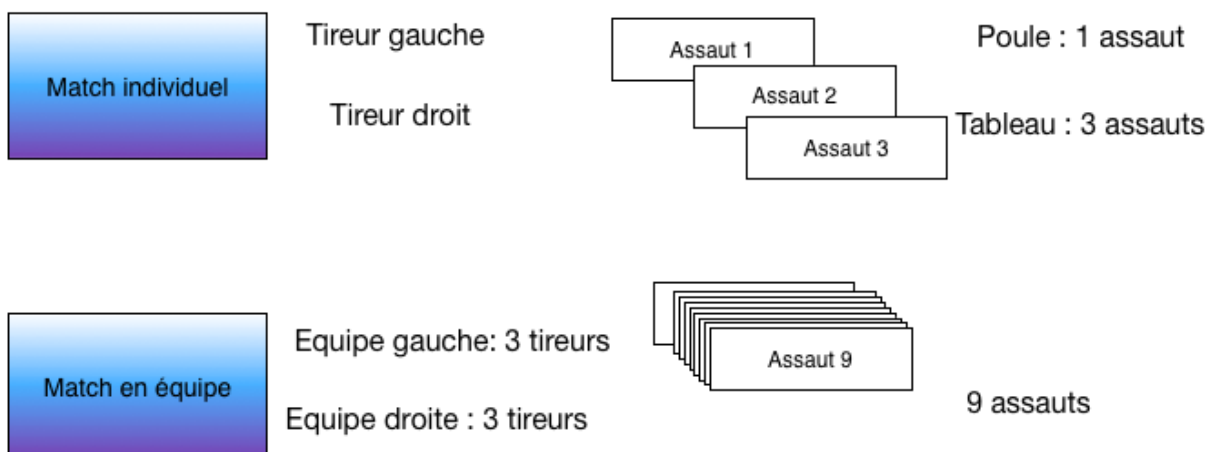 Match individuel
Tireur gauche
Tireur droit
Assaut 1
Assaut 2
Assaut 3
Poule : 1 assaut
Tableau : 3 assauts
Match en équipe
Equipe gauche: 3 tireurs
Equipe droite : 3 tireurs
Assaut 9
9 assauts